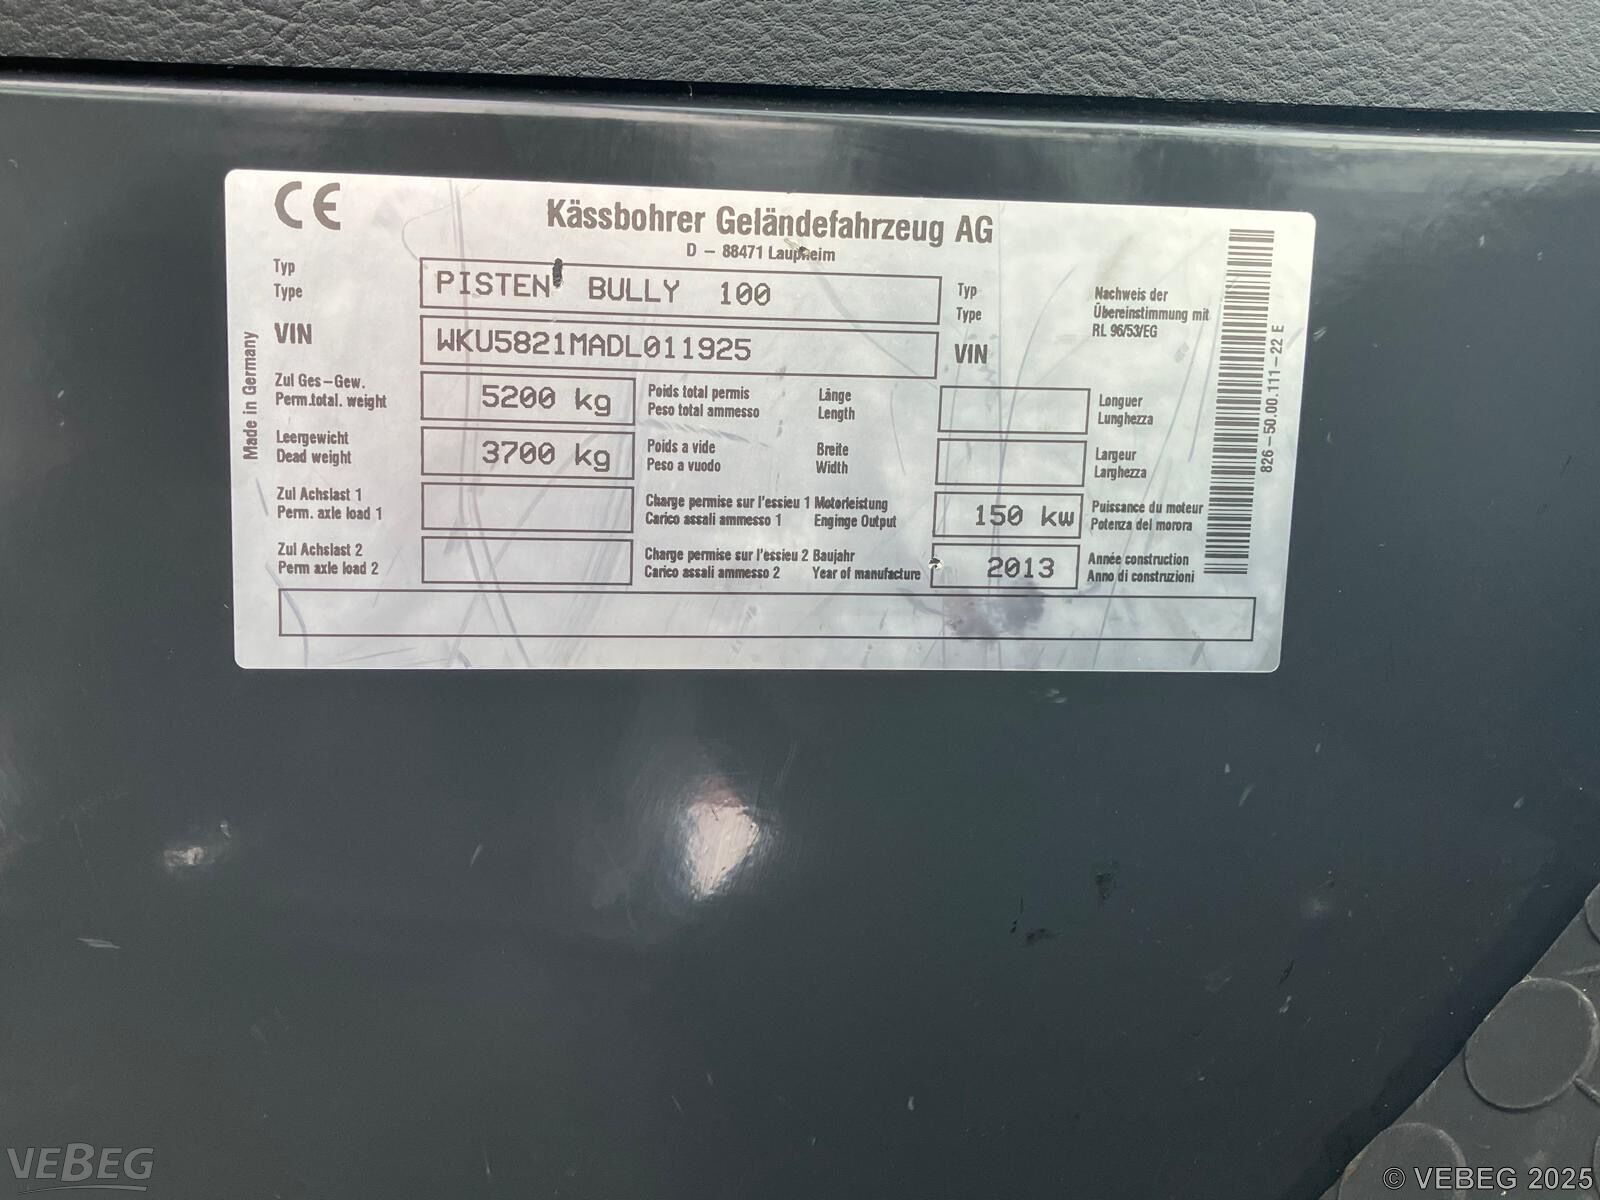 CE
Kässbohrer Geländefahrzeug AG
D – 88471 Laupheim
Typ
Type
PISTEN' BULLY 100
Typ
Type
Nachweis der
Übereinstimmung mit
RL 96/53/EG
VIN
WKU5821MADL011925
VIN
Zul Ges–Gew.
Perm.total. weight
5200 kg
Poids total permis
Peso total ammesso
Länge
Length
Longuer
Lunghezza
Leergewicht
Dead weight
3700 kg
Poids a vide
Peso a vuodo
Breite
Width
Largeur
Larghezza
Zul Achslast 1
Perm. axle load 1
Charge permise sur l'essieu 1
Carico assali ammesso 1
Motorleistung
Enginge Output
150 kw
Puissance du moteur
Potenza del morora
Zul Achslast 2
Perm axle load 2
Charge permise sur l'essieu 2
Carico assali ammesso 2
Baujahr
Year of manufacture
2013
Année construction
Anno di construzioni
Made in Germany
826–50.00.111–22 E
VEBEG
© VEBEG 2025